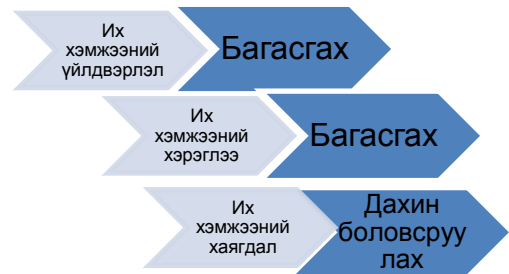 Их
хэмжээний
үйлдвэрлэл
Багасгах
Их
хэмжээний
хэрэглээ
Багасгах
Их
хэмжээний
хаягдал
Дахин
боловсруу
лах